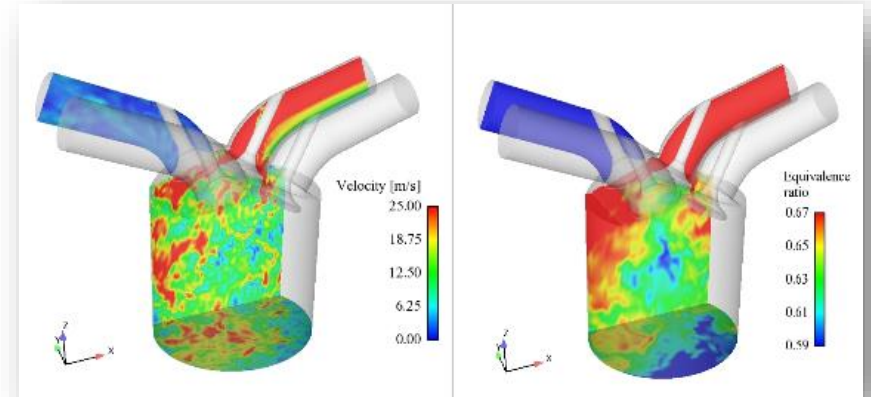 Velocity [m/s]
25.00
18.75
12.50
6.25
0.00
Z
Y
X
Equivalence
ratio
0.67
0.65
0.63
0.61
0.59
Z
Y
X